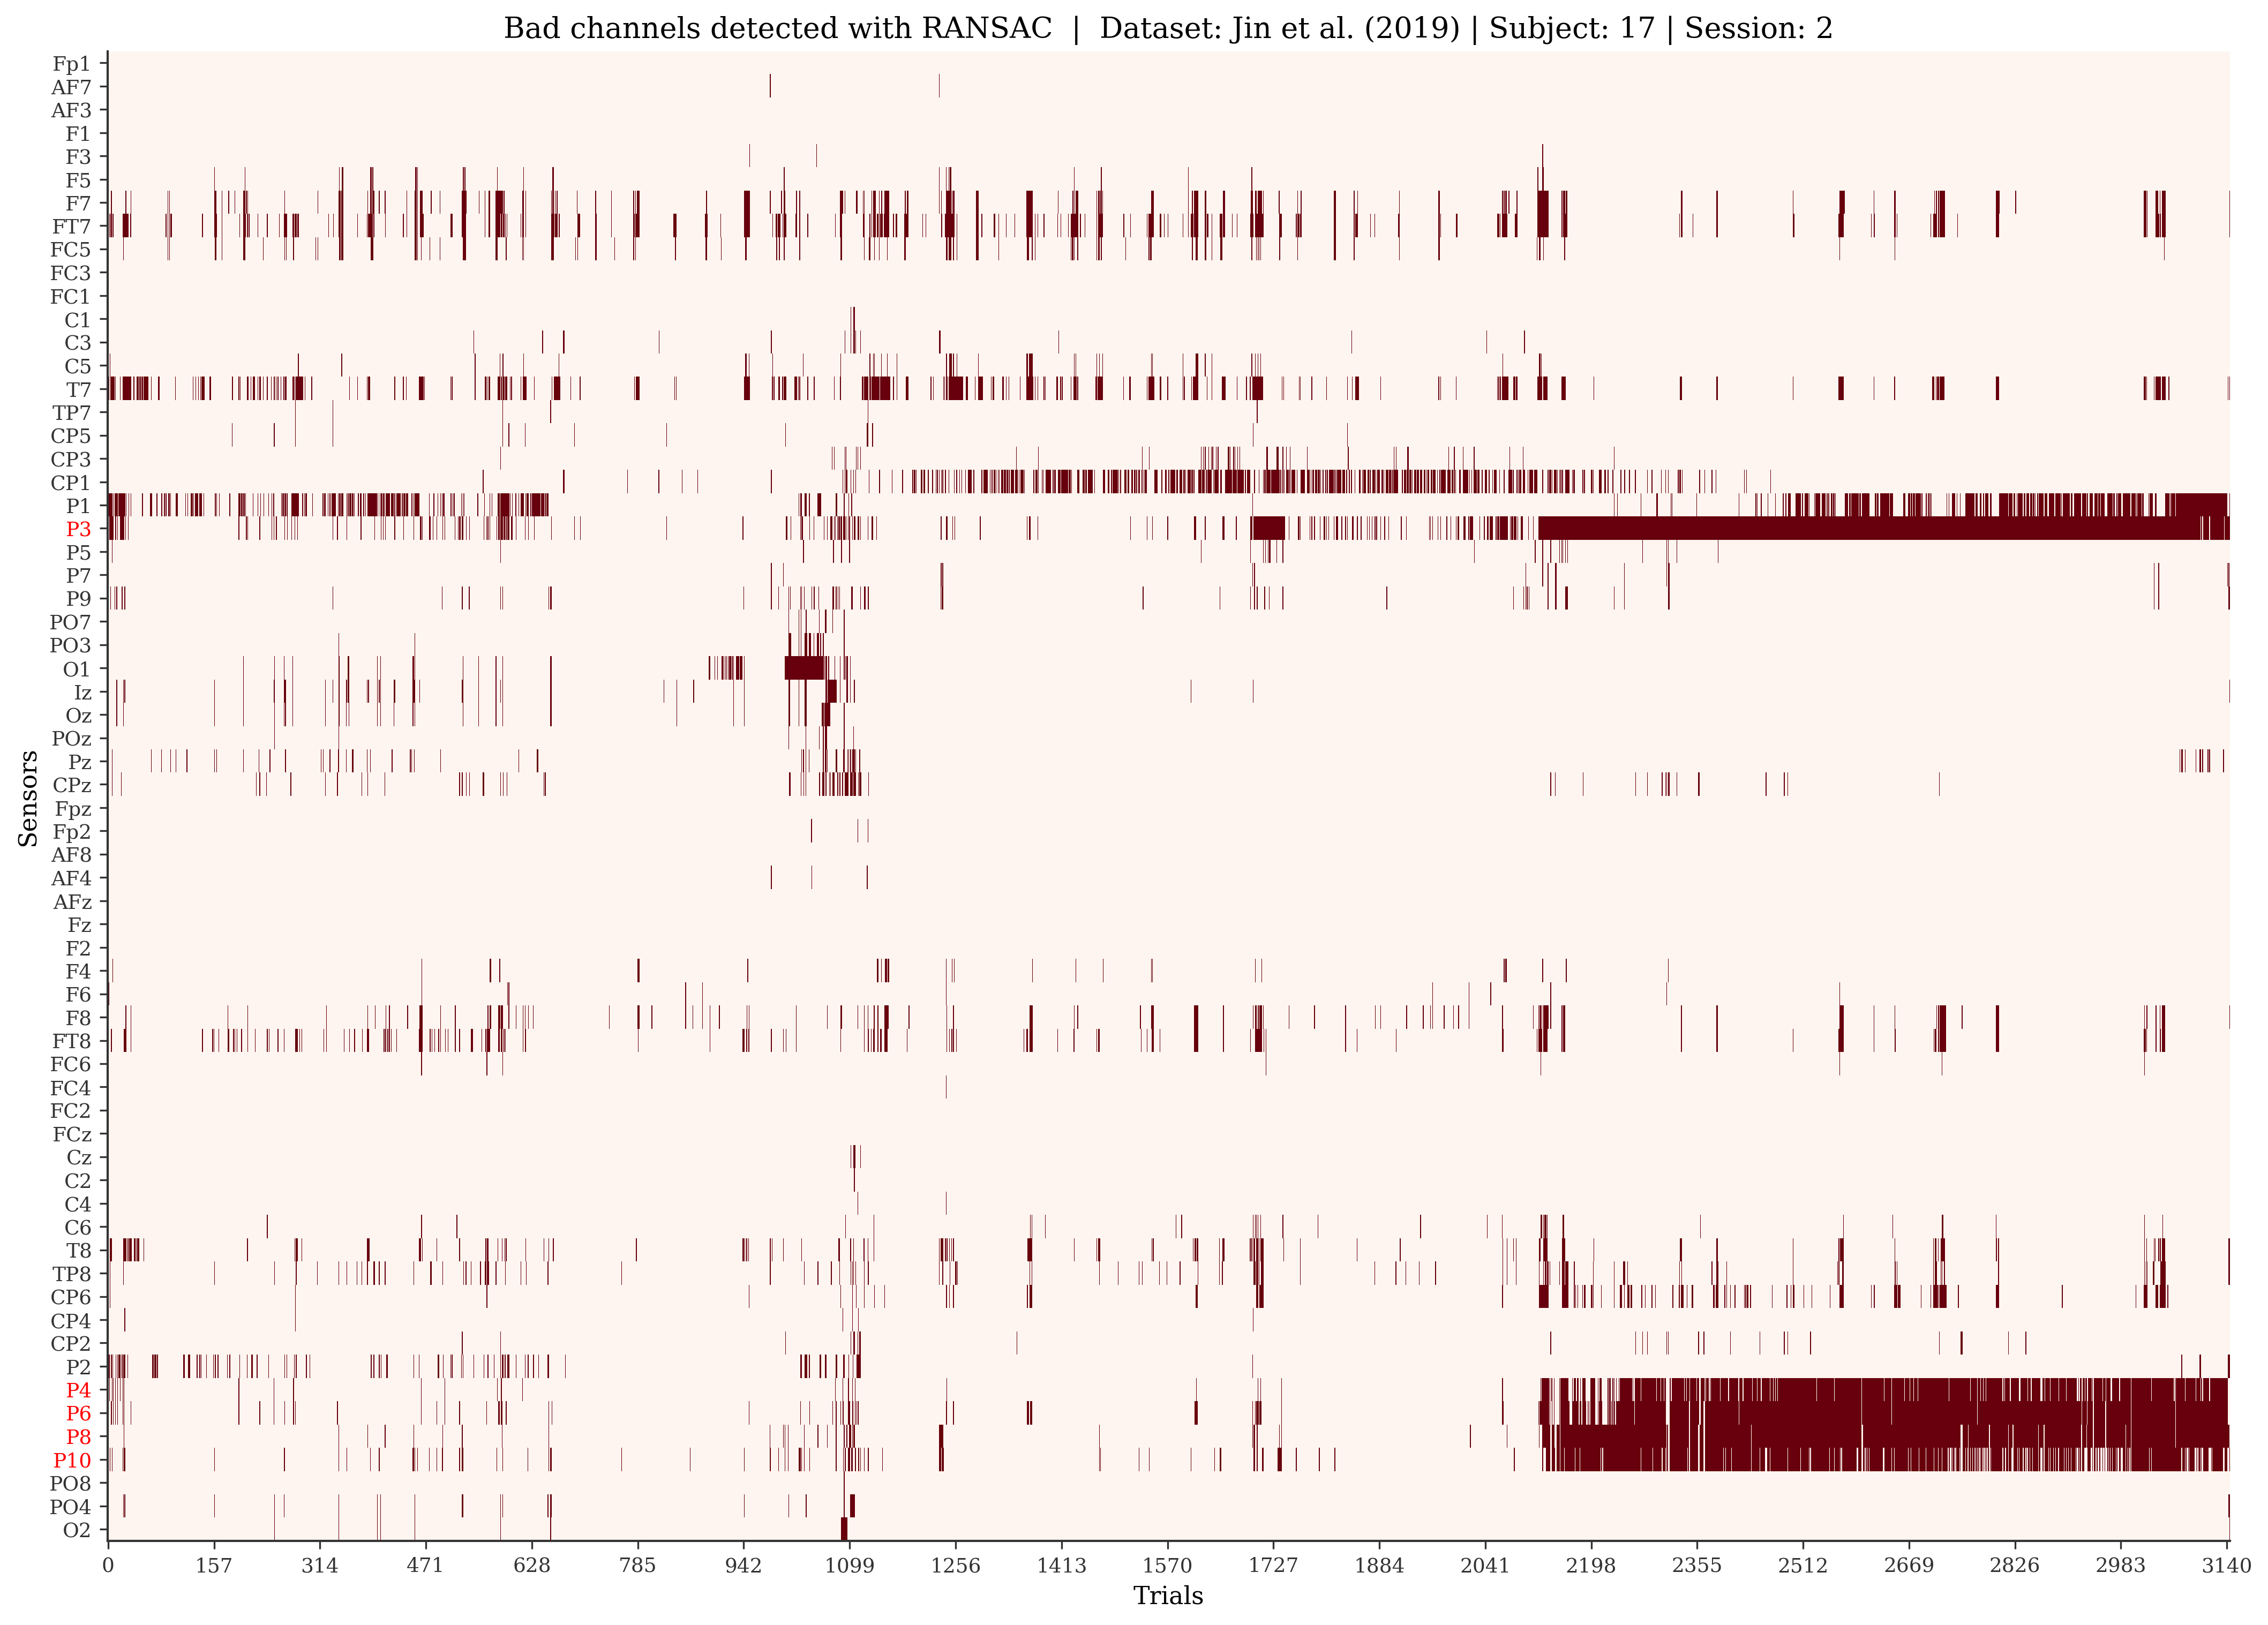 Bad channels detected with RANSAC | Dataset: Jin et al. (2019) | Subject: 17 | Session: 2
Sensors
Fp1
AF7
AF3
F1
F3
F5
F7
FT7
FC5
FC3
FC1
C1
C3
C5
T7
TP7
CP5
CP3
CP1
P1
P3
P5
P7
P9
PO7
PO3
O1
Iz
Oz
POz
Pz
CPz
Fpz
Fp2
AF8
AF4
AFz
Fz
F2
F4
F6
F8
FT8
FC6
FC4
FC2
FCz
Cz
C2
C4
C6
T8
TP8
CP6
CP4
CP2
P2
P4
P6
P8
P10
PO8
PO4
O2
0 157 314 471 628 785 942 1099 1256 1413 1570 1727 1884 2041 2198 2355 2512 2669 2826 2983 3140
Trials